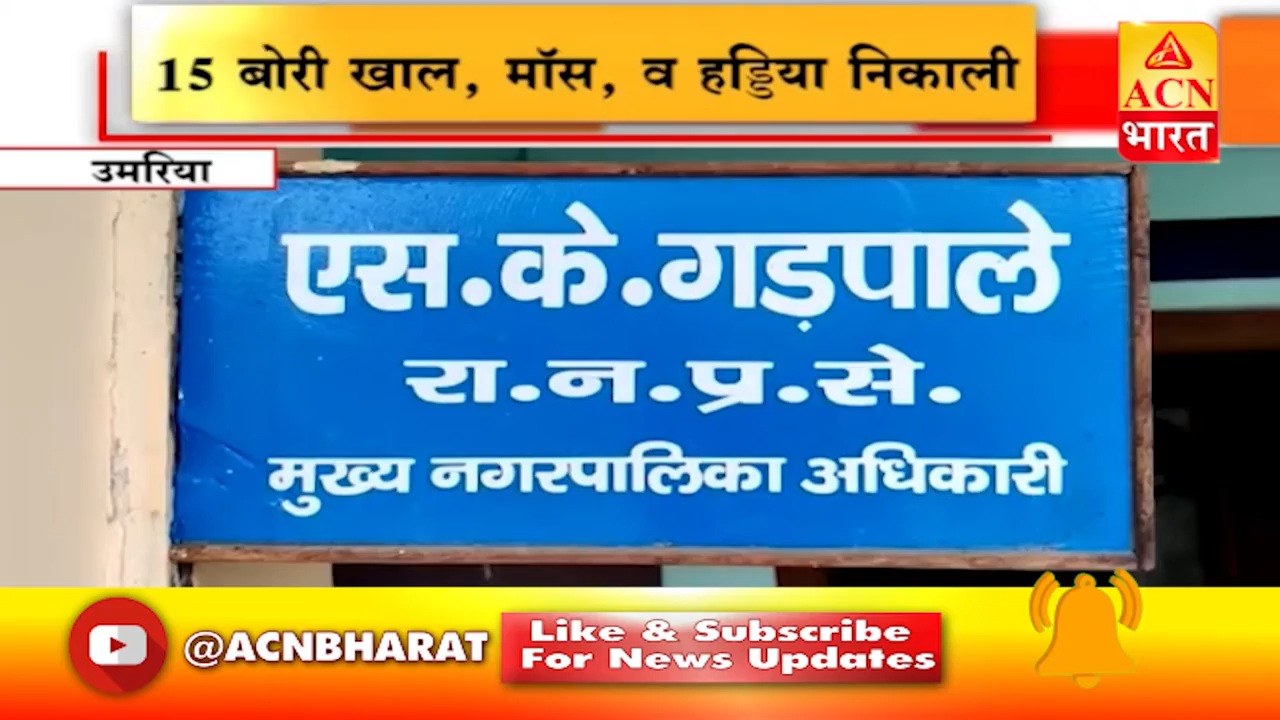 15 बोरी खाल, मॉस, व हड्डिया निकाली
ACN
भारत
उमरिया
एस.के.गड़पाले
रा.न.प्र.से.
मुख्य नगरपालिका अधिकारी
@ACNBHARAT
Like & Subscribe
For News Updates